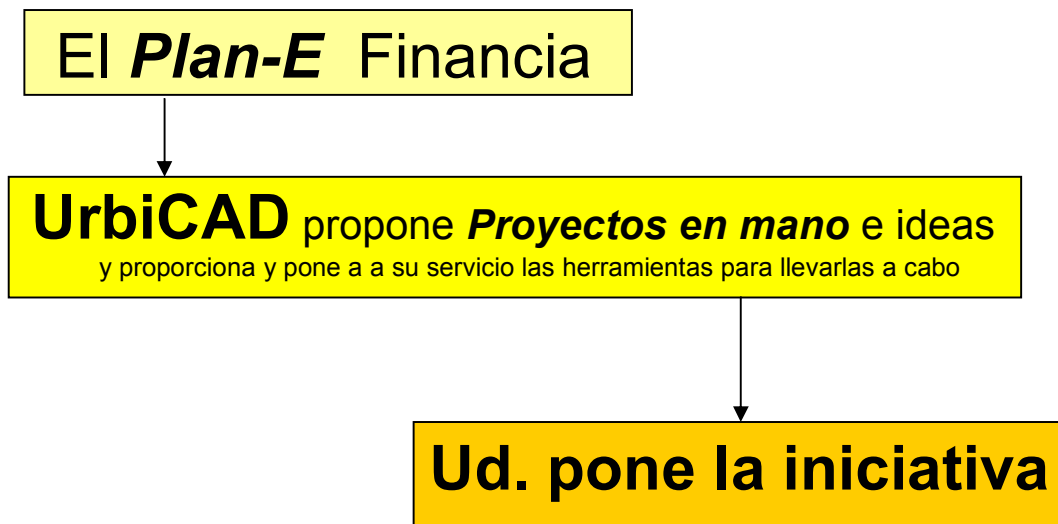 El Plan-E Financia
UrbiCAD propone Proyectos en mano e ideas
y proporciona y pone a a su servicio las herramientas para llevarlas a cabo
Ud. pone la iniciativa